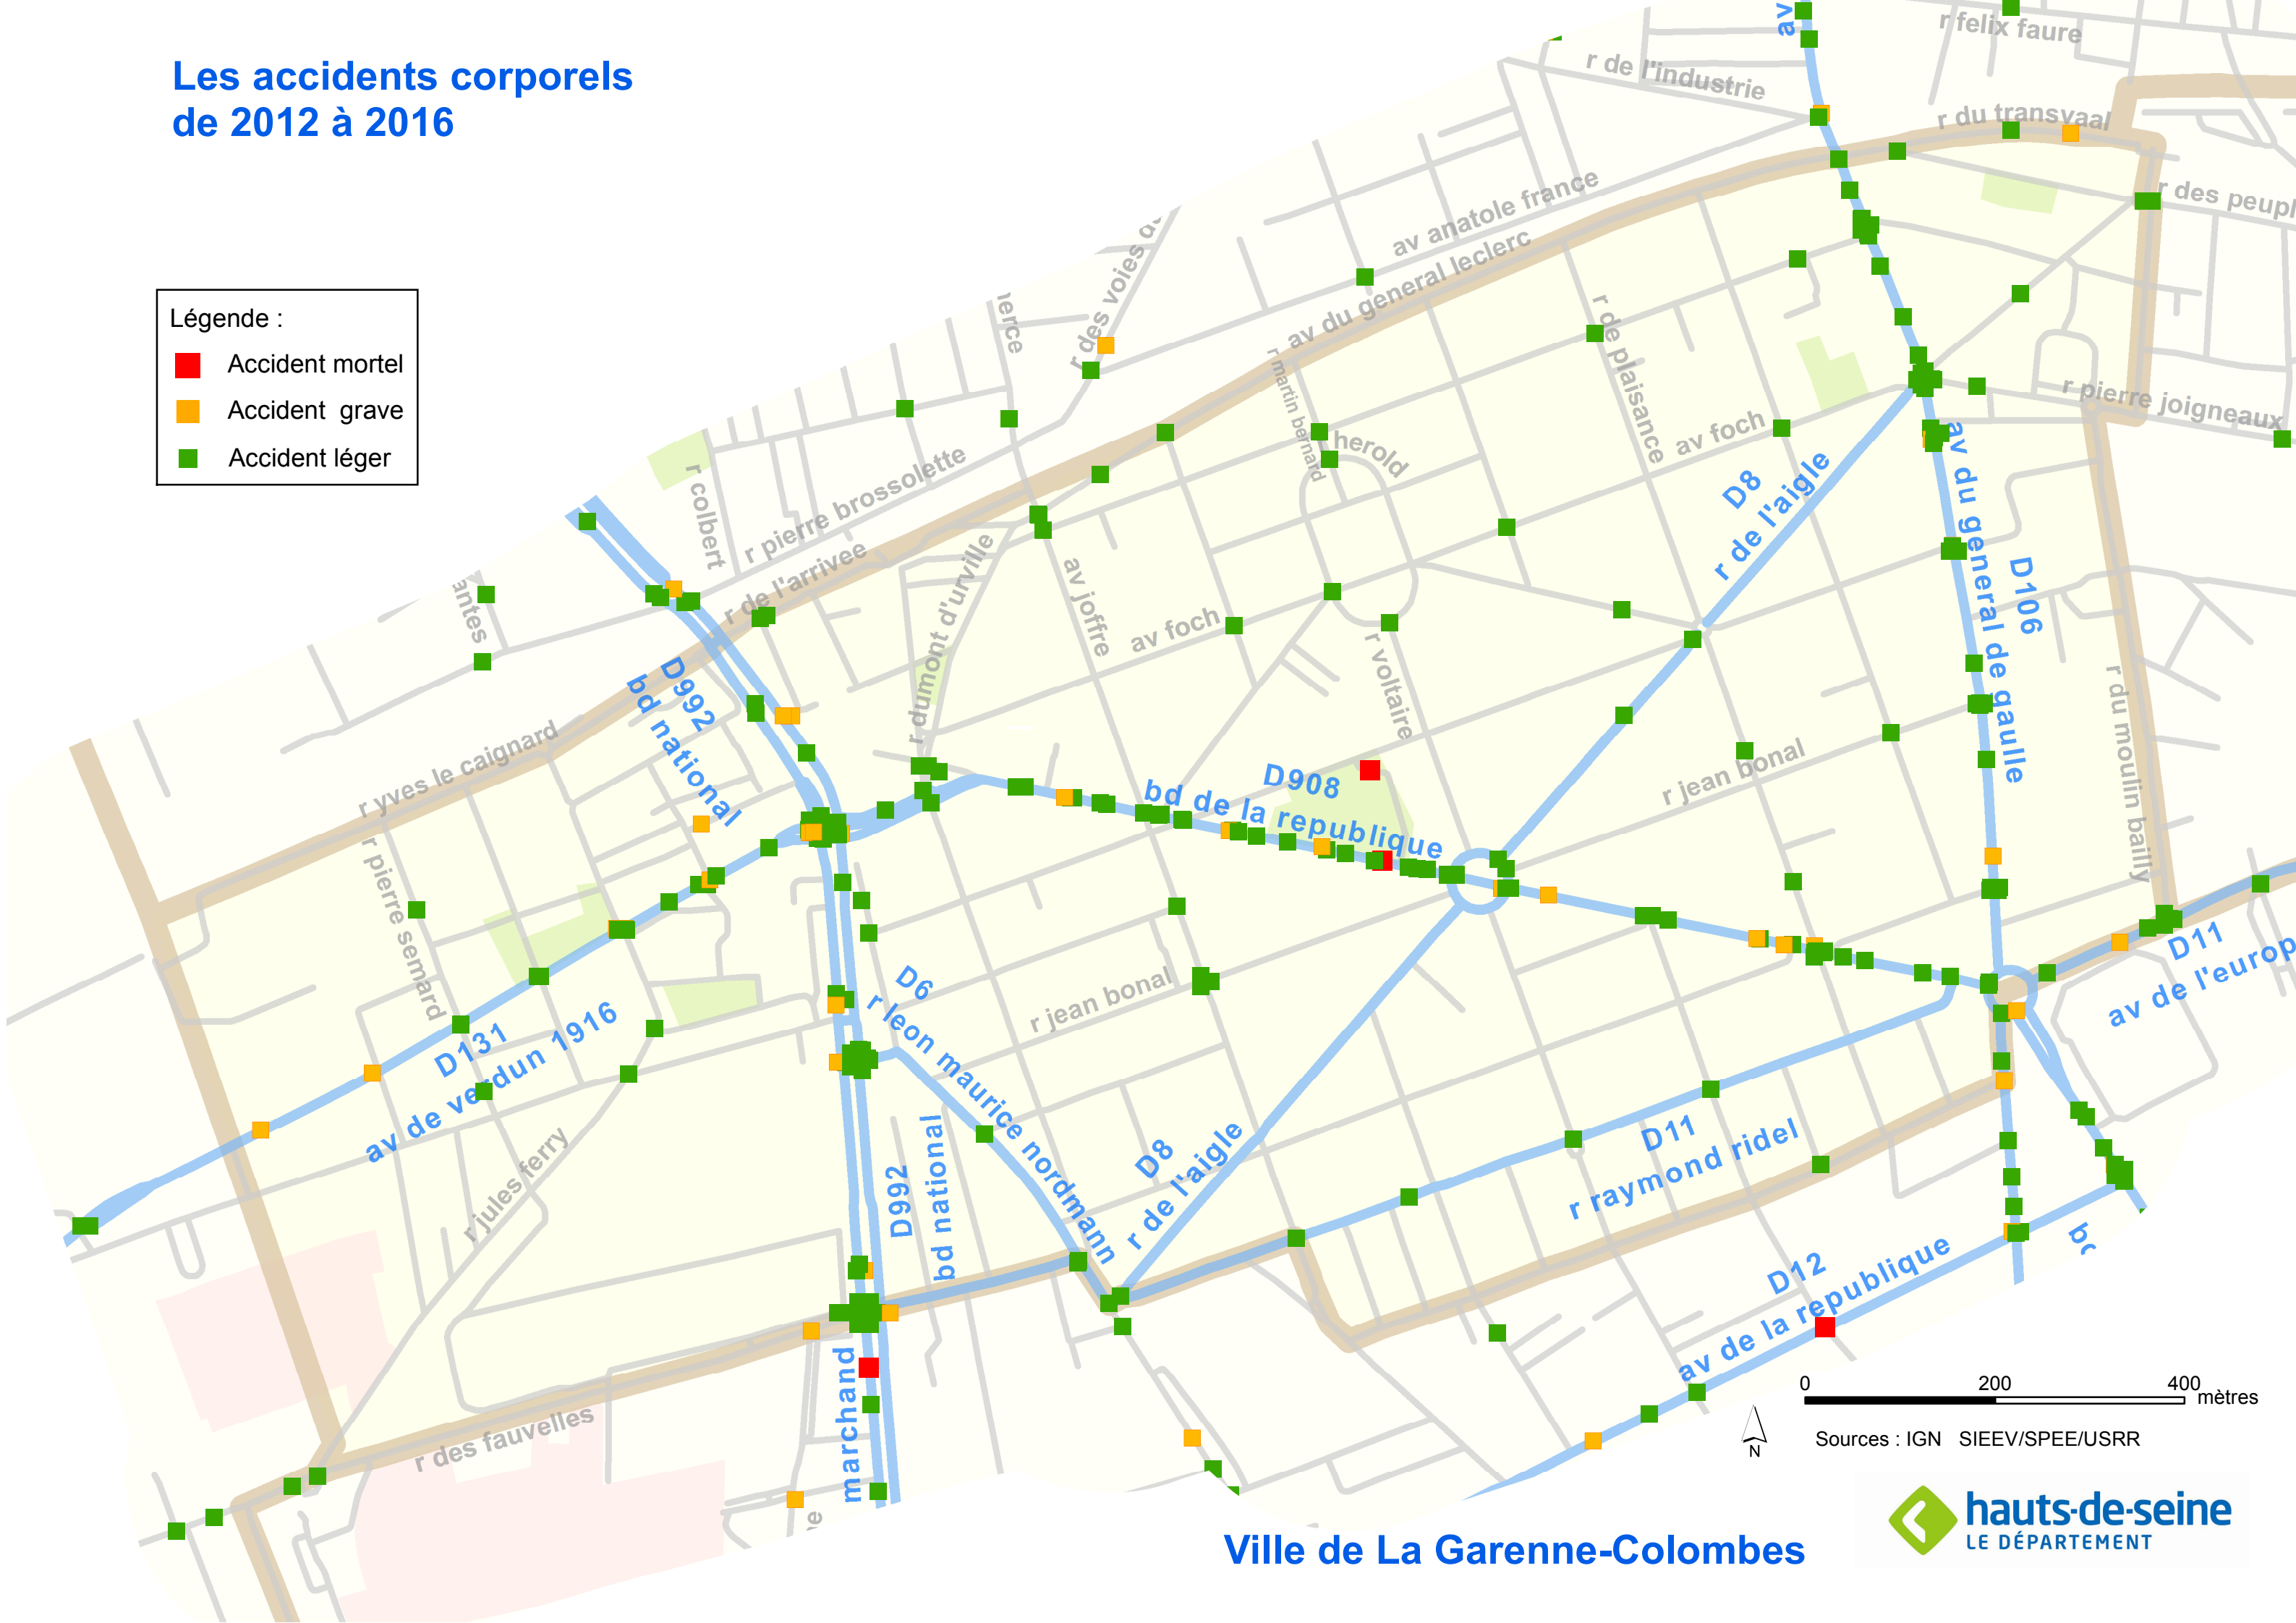 Les accidents corporels
de 2012 à 2016
Légende :
Accident mortel
Accident grave
Accident léger
av
r felix faure
r de l'industrie
r du transvaal
r des peupl
av anatole france
av du general leclerc
r des voies d
erce
r martin bernard
herold
r de plaisance
av foch
r pierre joigneaux
D8
r de l'aigle
av du general de gaulle
D106
r colbert
r pierre brossolette
r de l'arrivee
antes
r dumont d'urville
av joffre
av foch
r voltaire
D992
bd national
r yves le caignard
r pierre semard
D908
bd de la republique
r jean bonal
r du moulin bailly
D11
av de l'europ
D6
r leon maurice nordmann
r jean bonal
D131
av de verdun 1916
r jules ferry
D992
bd national
D8
r de l'aigle
D11
r raymond ridel
D12
av de la republique
marchand
r des fauvelles
0 200 400
mètres
N
Sources : IGN SIEEV/SPEE/USRR
hauts-de-seine
LE DÉPARTEMENT
Ville de La Garenne-Colombes